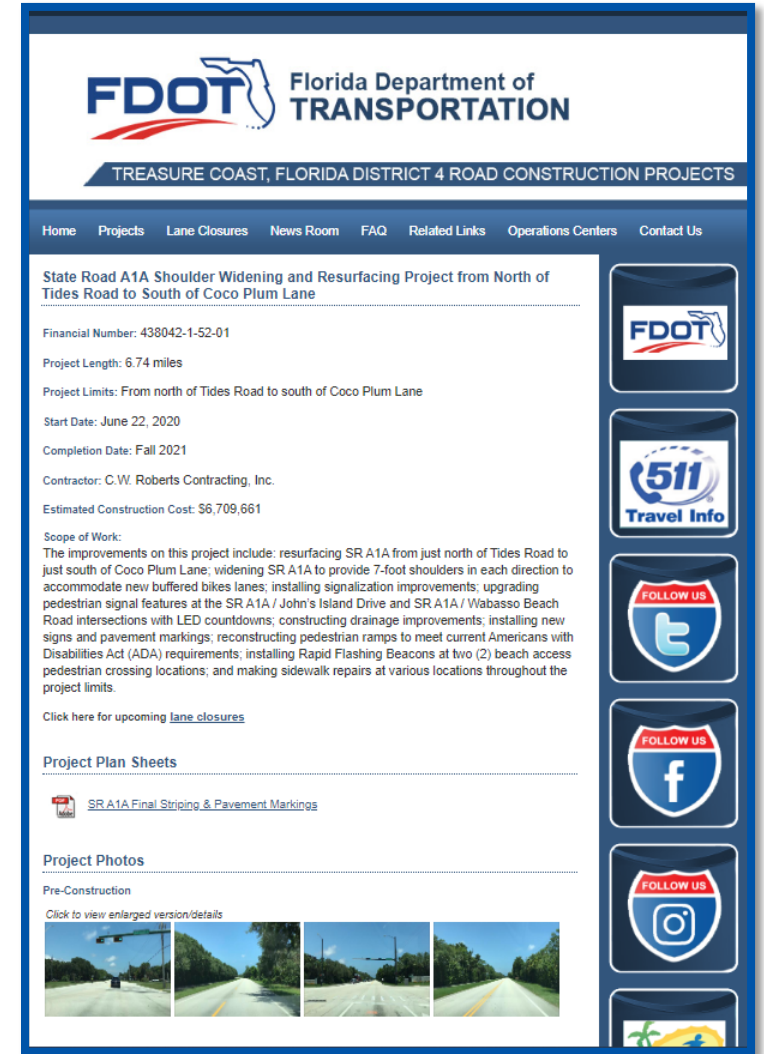 FDOT
Florida Department of
TRANSPORTATION
TREASURE COAST, FLORIDA DISTRICT 4 ROAD CONSTRUCTION PROJECTS
Home Projects Lane Closures News Room FAQ Related Links Operations Centers Contact Us
State Road A1A Shoulder Widening and Resurfacing Project from North of
Tides Road to South of Coco Plum Lane
Financial Number: 438042-1-52-01
Project Length: 6.74 miles
Project Limits: From north of Tides Road to south of Coco Plum Lane
Start Date: June 22, 2020
Completion Date: Fall 2021
Contractor: C.W. Roberts Contracting, Inc.
Estimated Construction Cost: $6,709,661
Scope of Work:
The improvements on this project include: resurfacing SR A1A from just north of Tides Road to
just south of Coco Plum Lane; widening SR A1A to provide 7-foot shoulders in each direction to
accommodate new buffered bikes lanes; installing signalization improvements; upgrading
pedestrian signal features at the SR A1A / John's Island Drive and SR A1A / Wabasso Beach
Road intersections with LED countdowns; constructing drainage improvements; installing new
signs and pavement markings; reconstructing pedestrian ramps to meet current Americans with
Disabilities Act (ADA) requirements; installing Rapid Flashing Beacons at two (2) beach access
pedestrian crossing locations; and making sidewalk repairs at various locations throughout the
project limits.
Click here for upcoming lane closures
Project Plan Sheets
PDF
Adobe
SR A1A Final Striping & Pavement Markings
Project Photos
Pre-Construction
Click to view enlarged version/details
FDOT
511
Travel Info
FOLLOW US
FOLLOW US
FOLLOW US